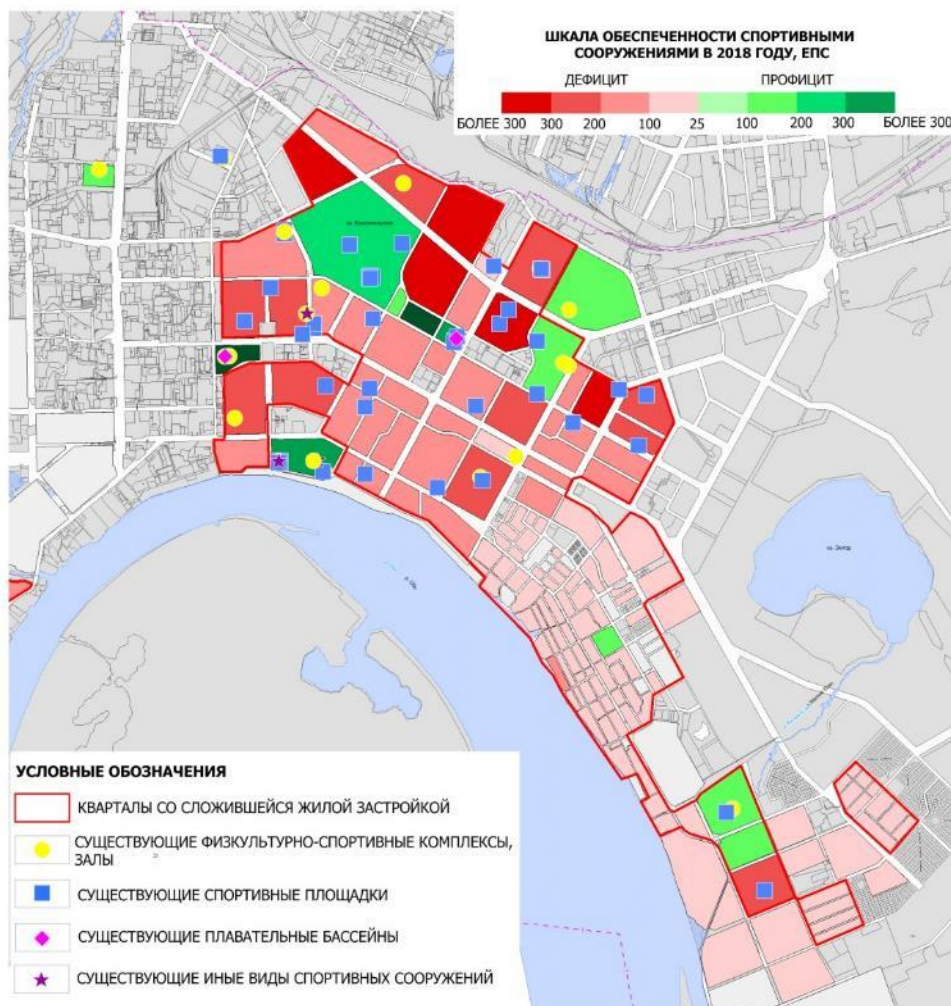 ШКАЛА ОБЕСПЕЧЕННОСТИ СПОРТИВНЫМИ
СООРУЖЕНИЯМИ В 2018 ГОДУ, ЕПС
ДЕФИЦИТ ПРОФИЦИТ
БОЛЕЕ 300 300 200 100 25 100 200 300 БОЛЕЕ 300
р. Обь
УСЛОВНЫЕ ОБОЗНАЧЕНИЯ
КВАРТАЛЫ СО СЛОЖИВШЕЙСЯ ЖИЛОЙ ЗАСТРОЙКОЙ
СУЩЕСТВУЮЩИЕ ФИЗКУЛЬТУРНО-СПОРТИВНЫЕ КОМПЛЕКСЫ,
ЗАЛЫ
СУЩЕСТВУЮЩИЕ СПОРТИВНЫЕ ПЛОЩАДКИ
СУЩЕСТВУЮЩИЕ ПЛАВАТЕЛЬНЫЕ БАССЕЙНЫ
СУЩЕСТВУЮЩИЕ ИНЫЕ ВИДЫ СПОРТИВНЫХ СООРУЖЕНИЙ